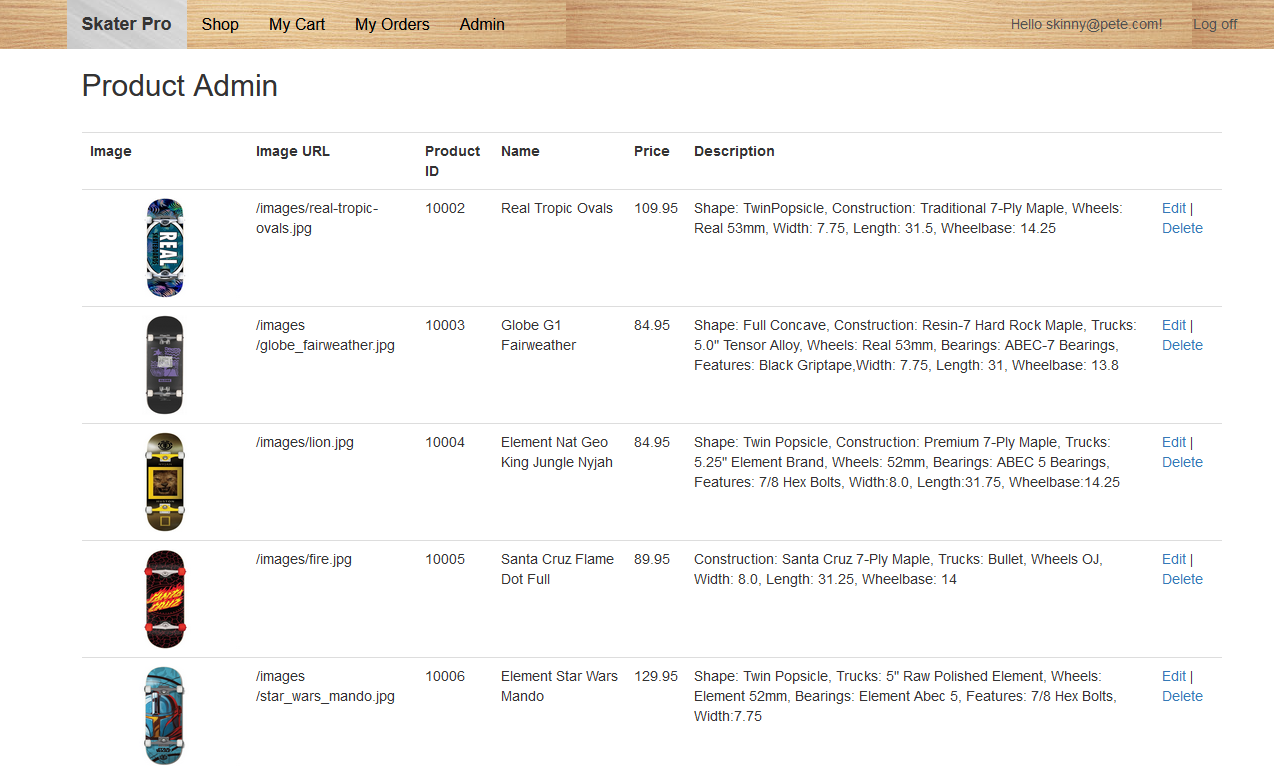 Skater Pro Shop My Cart My Orders Admin Hello skinny@pete.com! Log off
Product Admin
Image Image URL Product ID Name Price Description
REAL
/images/real-tropic-ovals.jpg 10002 Real Tropic Ovals 109.95 Shape: TwinPopsicle, Construction: Traditional 7-Ply Maple, Wheels:
Real 53mm, Width: 7.75, Length: 31.5, Wheelbase: 14.25
Edit |
Delete
/images
/globe_fairweather.jpg
10003
Globe G1
Fairweather
84.95
Shape: Full Concave, Construction: Resin-7 Hard Rock Maple, Trucks:
5.0" Tensor Alloy, Wheels: Real 53mm, Bearings: ABEC-7 Bearings,
Features: Black Griptape,Width: 7.75, Length: 31, Wheelbase: 13.8
Edit |
Delete
/images/lion.jpg
10004
Element Nat Geo
King Jungle Nyjah
84.95
Shape: Twin Popsicle, Construction: Premium 7-Ply Maple, Trucks:
5.25" Element Brand, Wheels: 52mm, Bearings: ABEC 5 Bearings,
Features: 7/8 Hex Bolts, Width:8.0, Length:31.75, Wheelbase:14.25
Edit |
Delete
SANTA
CRUZ
/images/fire.jpg
10005
Santa Cruz Flame
Dot Full
89.95
Construction: Santa Cruz 7-Ply Maple, Trucks: Bullet, Wheels OJ,
Width: 8.0, Length: 31.25, Wheelbase: 14
Edit |
Delete
/images
/star_wars_mando.jpg
10006
Element Star Wars
Mando
129.95
Shape: Twin Popsicle, Trucks: 5" Raw Polished Element, Wheels:
Element 52mm, Bearings: Element Abec 5, Features: 7/8 Hex Bolts,
Width:7.75
Edit |
Delete